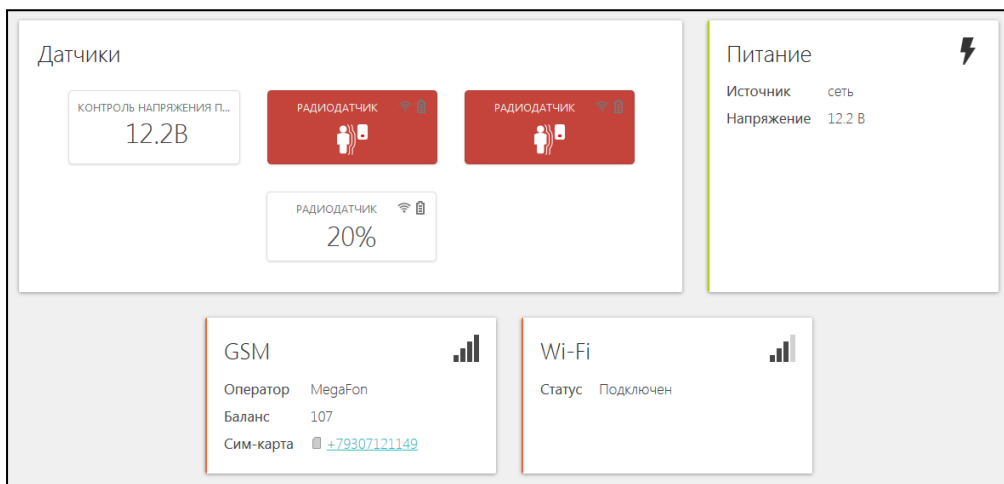 Датчики
КОНТРОЛЬ НАПРЯЖЕНИЯ П...
12.2В
РАДИОДАТЧИК
РАДИОДАТЧИК
РАДИОДАТЧИК
20%
Питание
Источник сеть
Напряжение 12.2 В
GSM
Оператор MegaFon
Баланс 107
Сим-карта +79307121149
Wi-Fi
Статус Подключен